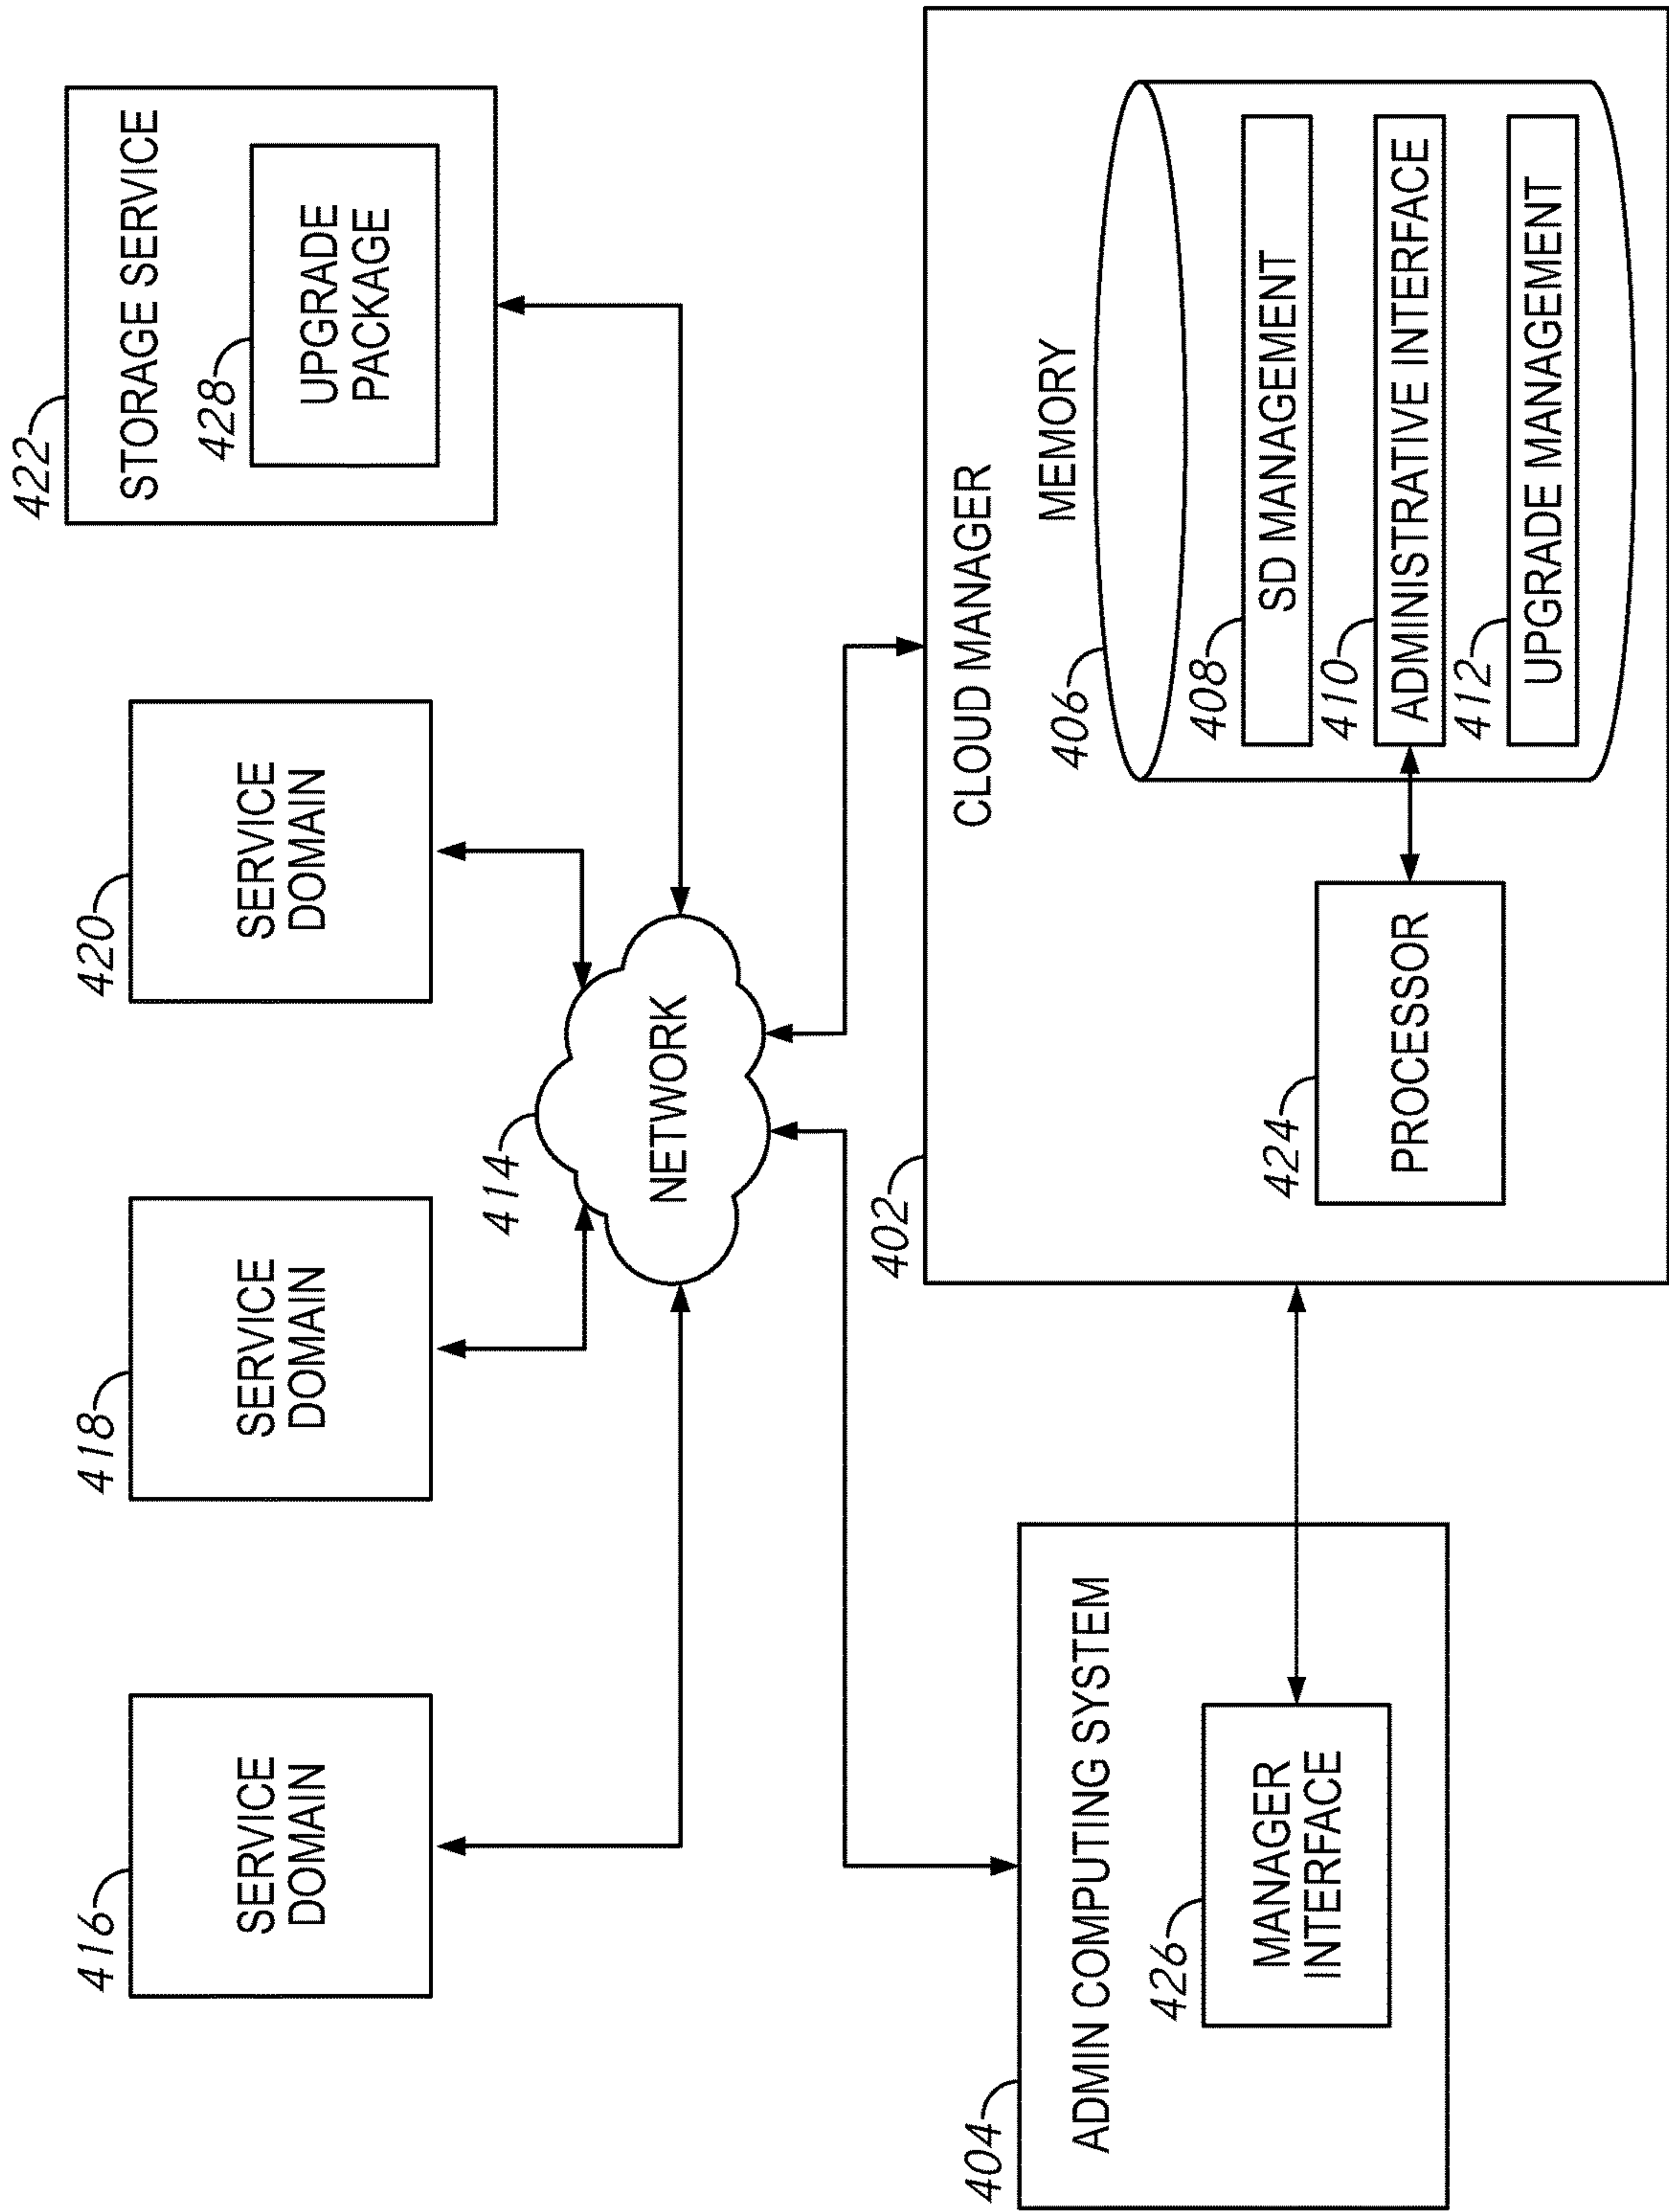 416
SERVICE
DOMAIN
418
SERVICE
DOMAIN
420
SERVICE
DOMAIN
422
STORAGE SERVICE
428
UPGRADE
PACKAGE
414
NETWORK
404
ADMIN COMPUTING SYSTEM
426
MANAGER
INTERFACE
402
CLOUD MANAGER
424
PROCESSOR
MEMORY
406
408
SD MANAGEMENT
410
ADMINISTRATIVE INTERFACE
412
UPGRADE MANAGEMENT